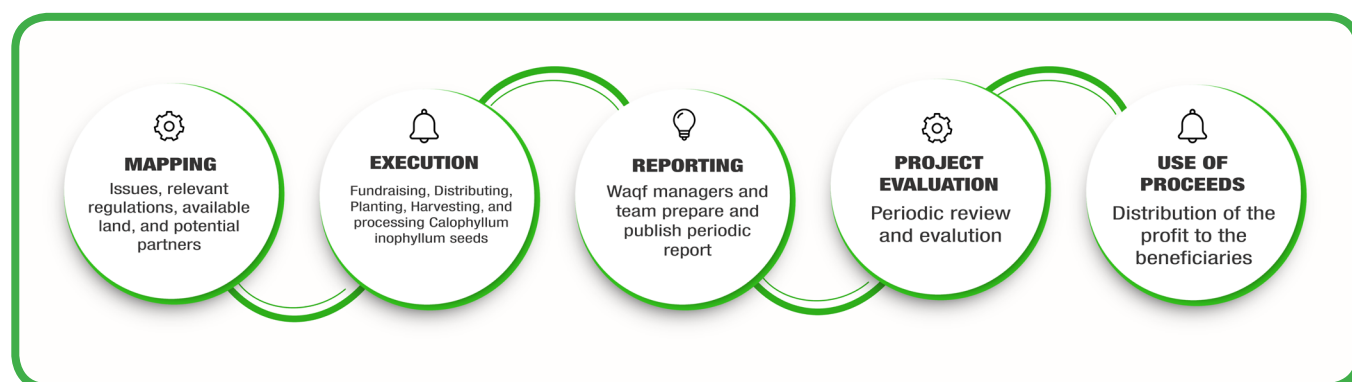 MAPPING
Issues, relevant
regulations, available
land, and potential
partners
EXECUTION
Fundraising, Distributing,
Planting, Harvesting, and
processing Calophyllum
inophyllum seeds
REPORTING
Waqf managers and
team prepare and
publish periodic
report
PROJECT
EVALUATION
Periodic review
and evalution
USE OF
PROCEEDS
Distribution of the
profit to the
beneficiaries